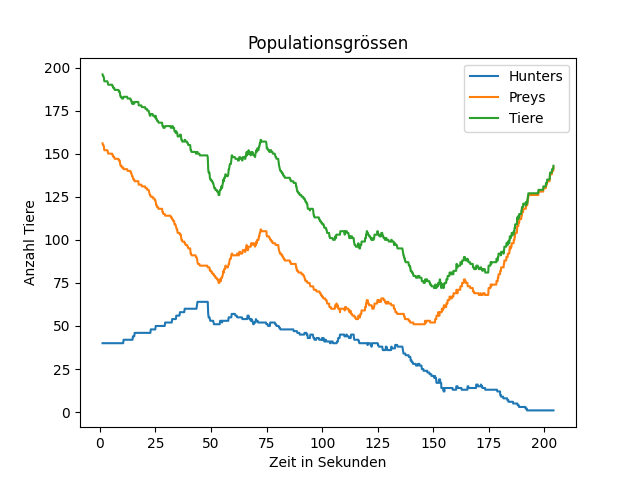 Populationsgrössen
Hunters
Preys
Tiere
Anzahl Tiere
200
175
150
125
100
75
50
25
0
0 25 50 75 100 125 150 175 200
Zeit in Sekunden